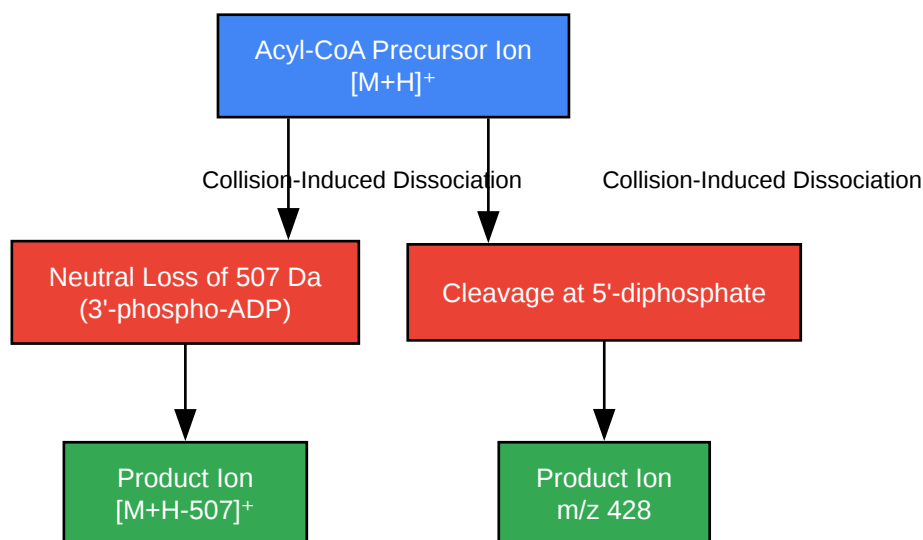 Acyl-CoA Precursor Ion
[M+H]⁺
Collision-Induced Dissociation
Collision-Induced Dissociation
Neutral Loss of 507 Da
(3'-phospho-ADP)
Cleavage at 5'-diphosphate
Product Ion
[M+H-507]⁺
Product Ion
m/z 428